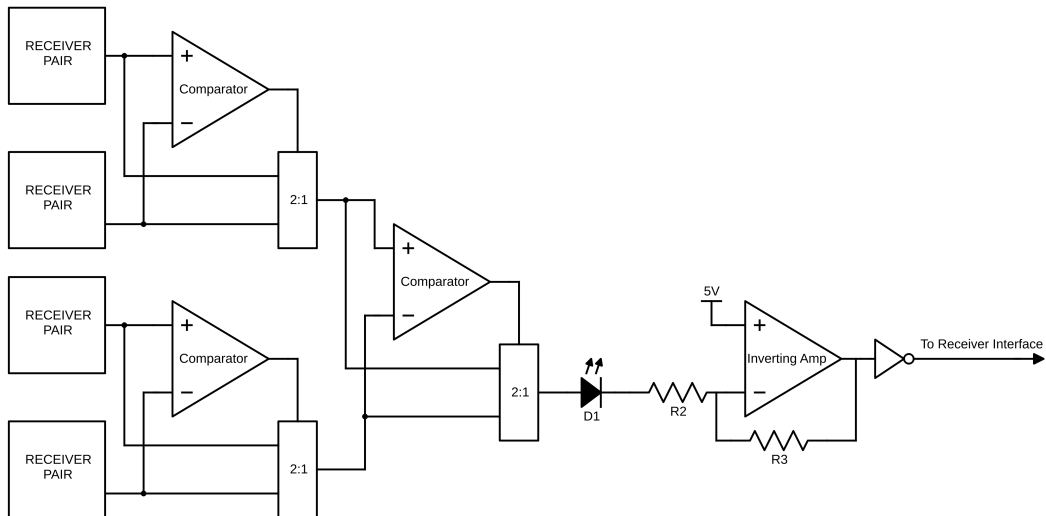 RECEIVER
PAIR
+
Comparator
−
RECEIVER
PAIR
2:1
RECEIVER
PAIR
+
Comparator
−
RECEIVER
PAIR
2:1
+
Comparator
−
2:1
D1
R2
5V
+
Inverting Amp
−
R3
To Receiver Interface